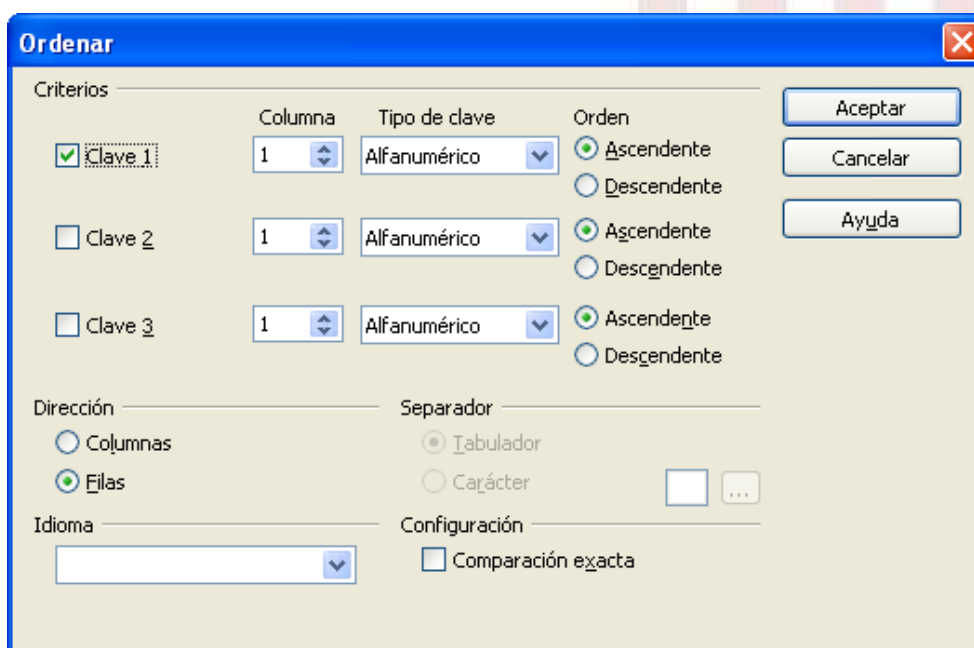 Ordenar
Criterios
Columna Tipo de clave Orden
Clave 1 1 Alfanumérico Ascendente
Descendente
Clave 2 1 Alfanumérico Ascendente
Descendente
Clave 3 1 Alfanumérico Ascendente
Descendente
Aceptar
Cancelar
Ayuda
Dirección
Columnas
Filas
Separador
Tabulador
Carácter ...
Idioma
Configuración
Comparación exacta